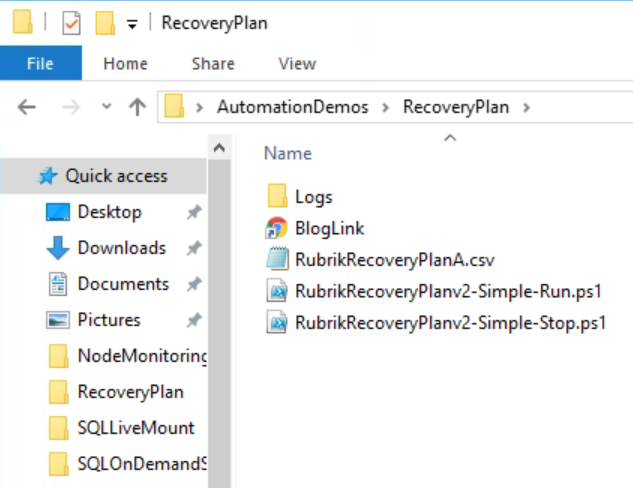 RecoveryPlan
File Home Share View
AutomationDemos > RecoveryPlan >
Name
Quick access
Desktop
Downloads
Documents
Pictures
NodeMonitoring
RecoveryPlan
SQLLiveMount
SQLOnDemandS
Logs
BlogLink
RubrikRecoveryPlanA.csv
RubrikRecoveryPlanv2-Simple-Run.ps1
RubrikRecoveryPlanv2-Simple-Stop.ps1